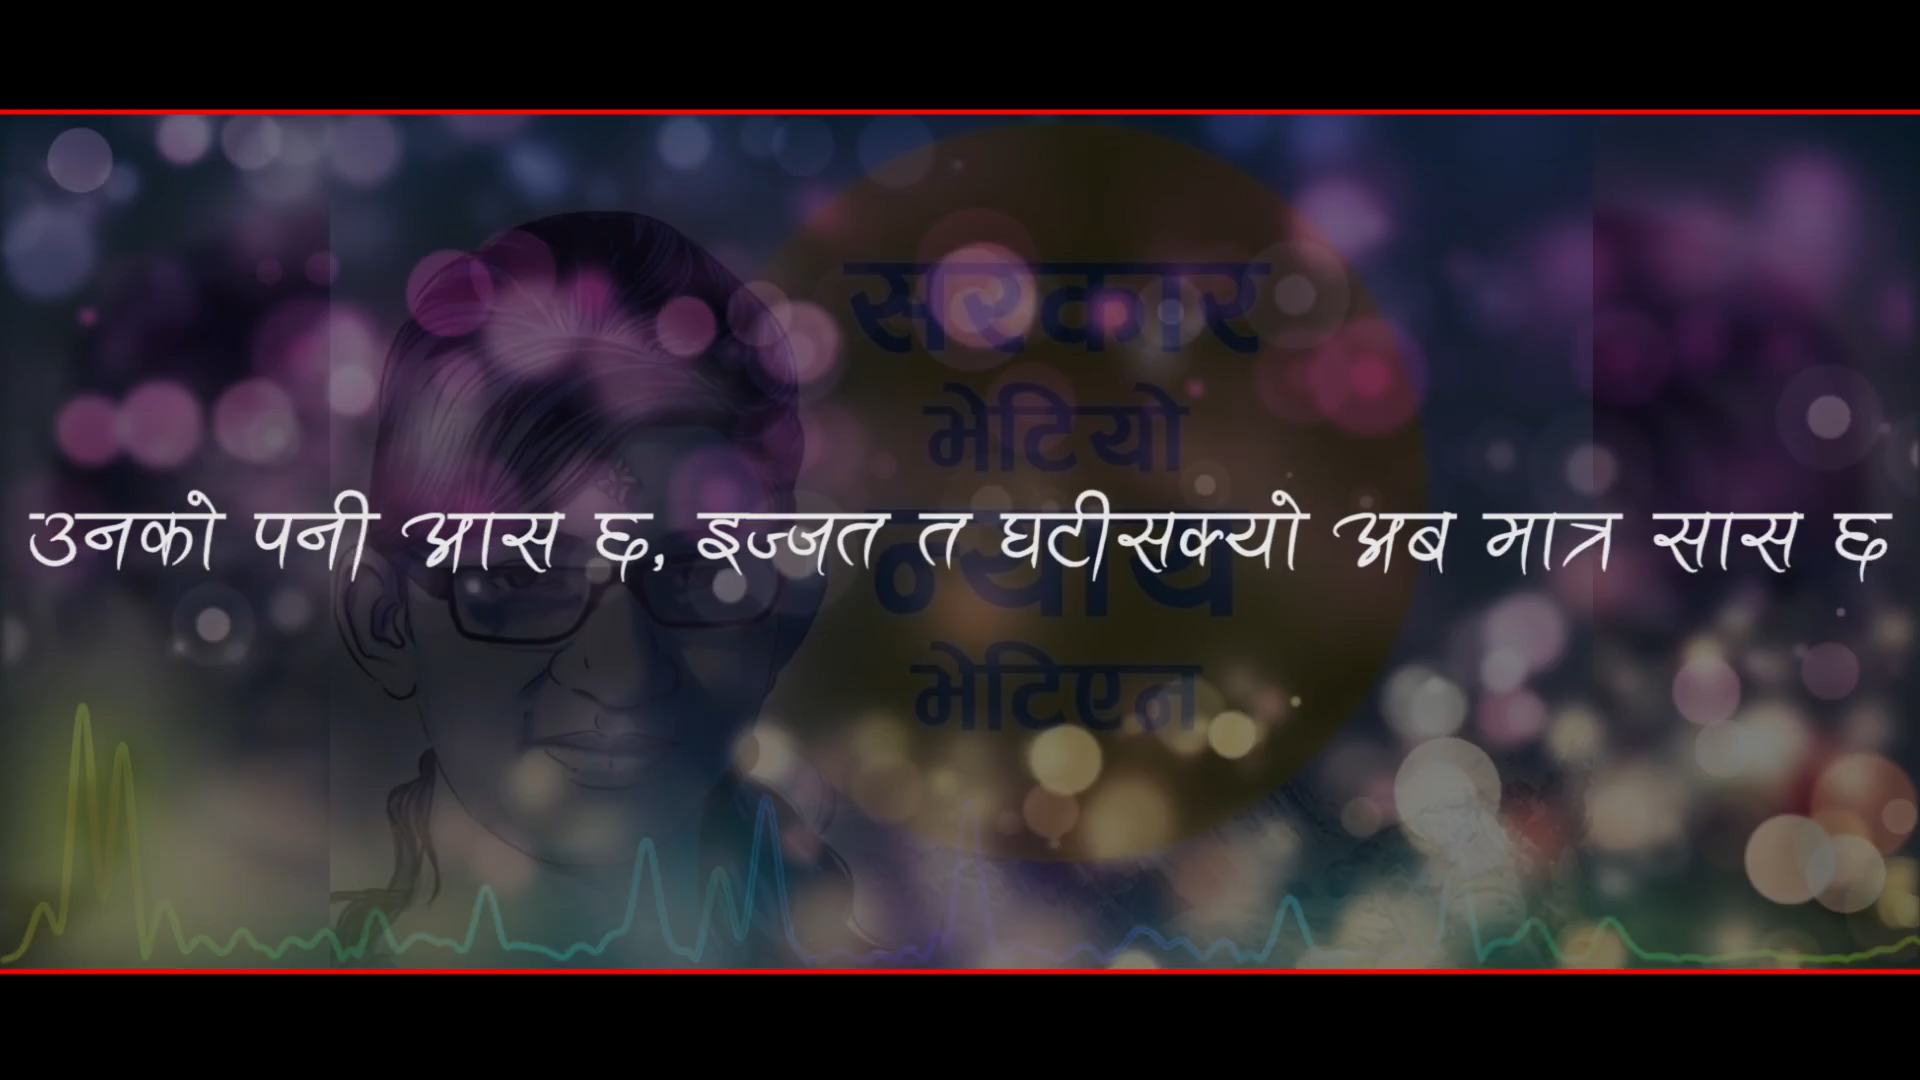 सरकार
भेटियो
उनको पनी आस छ, इज्जत त घटीसक्यो अब मात्र सास छ
न्याय
भेटिएन